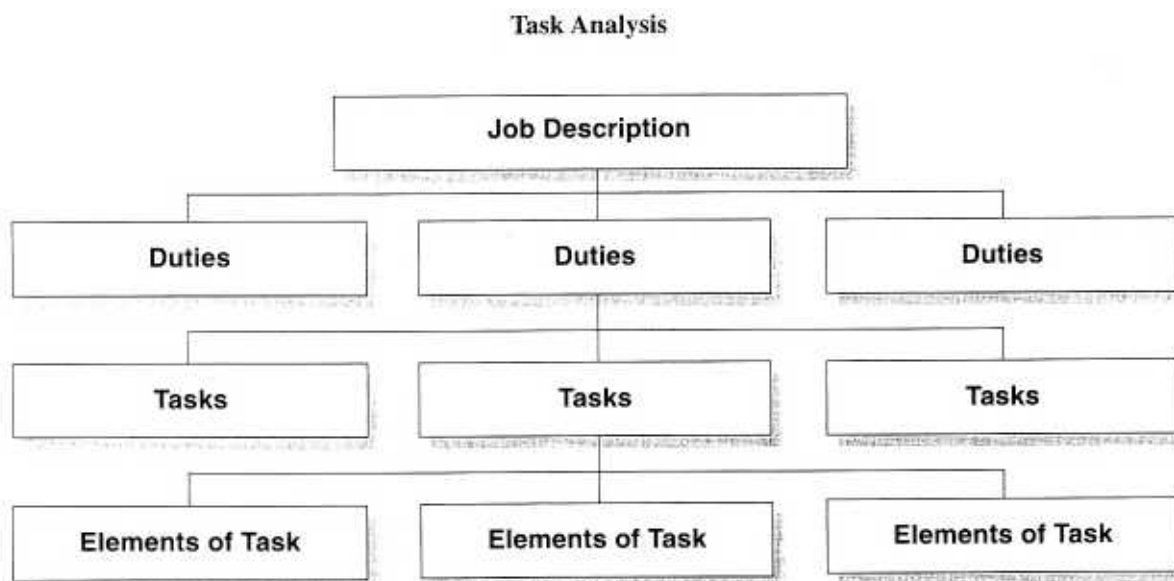 Task Analysis
Job Description
Duties
Duties
Duties
Tasks
Tasks
Tasks
Elements of Task
Elements of Task
Elements of Task